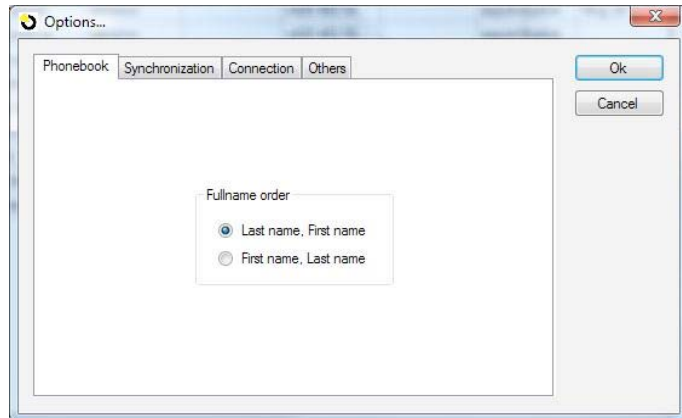 Options...
Phonebook Synchronization Connection Others
Ok
Cancel
Fullname order
Last name, First name
First name, Last name